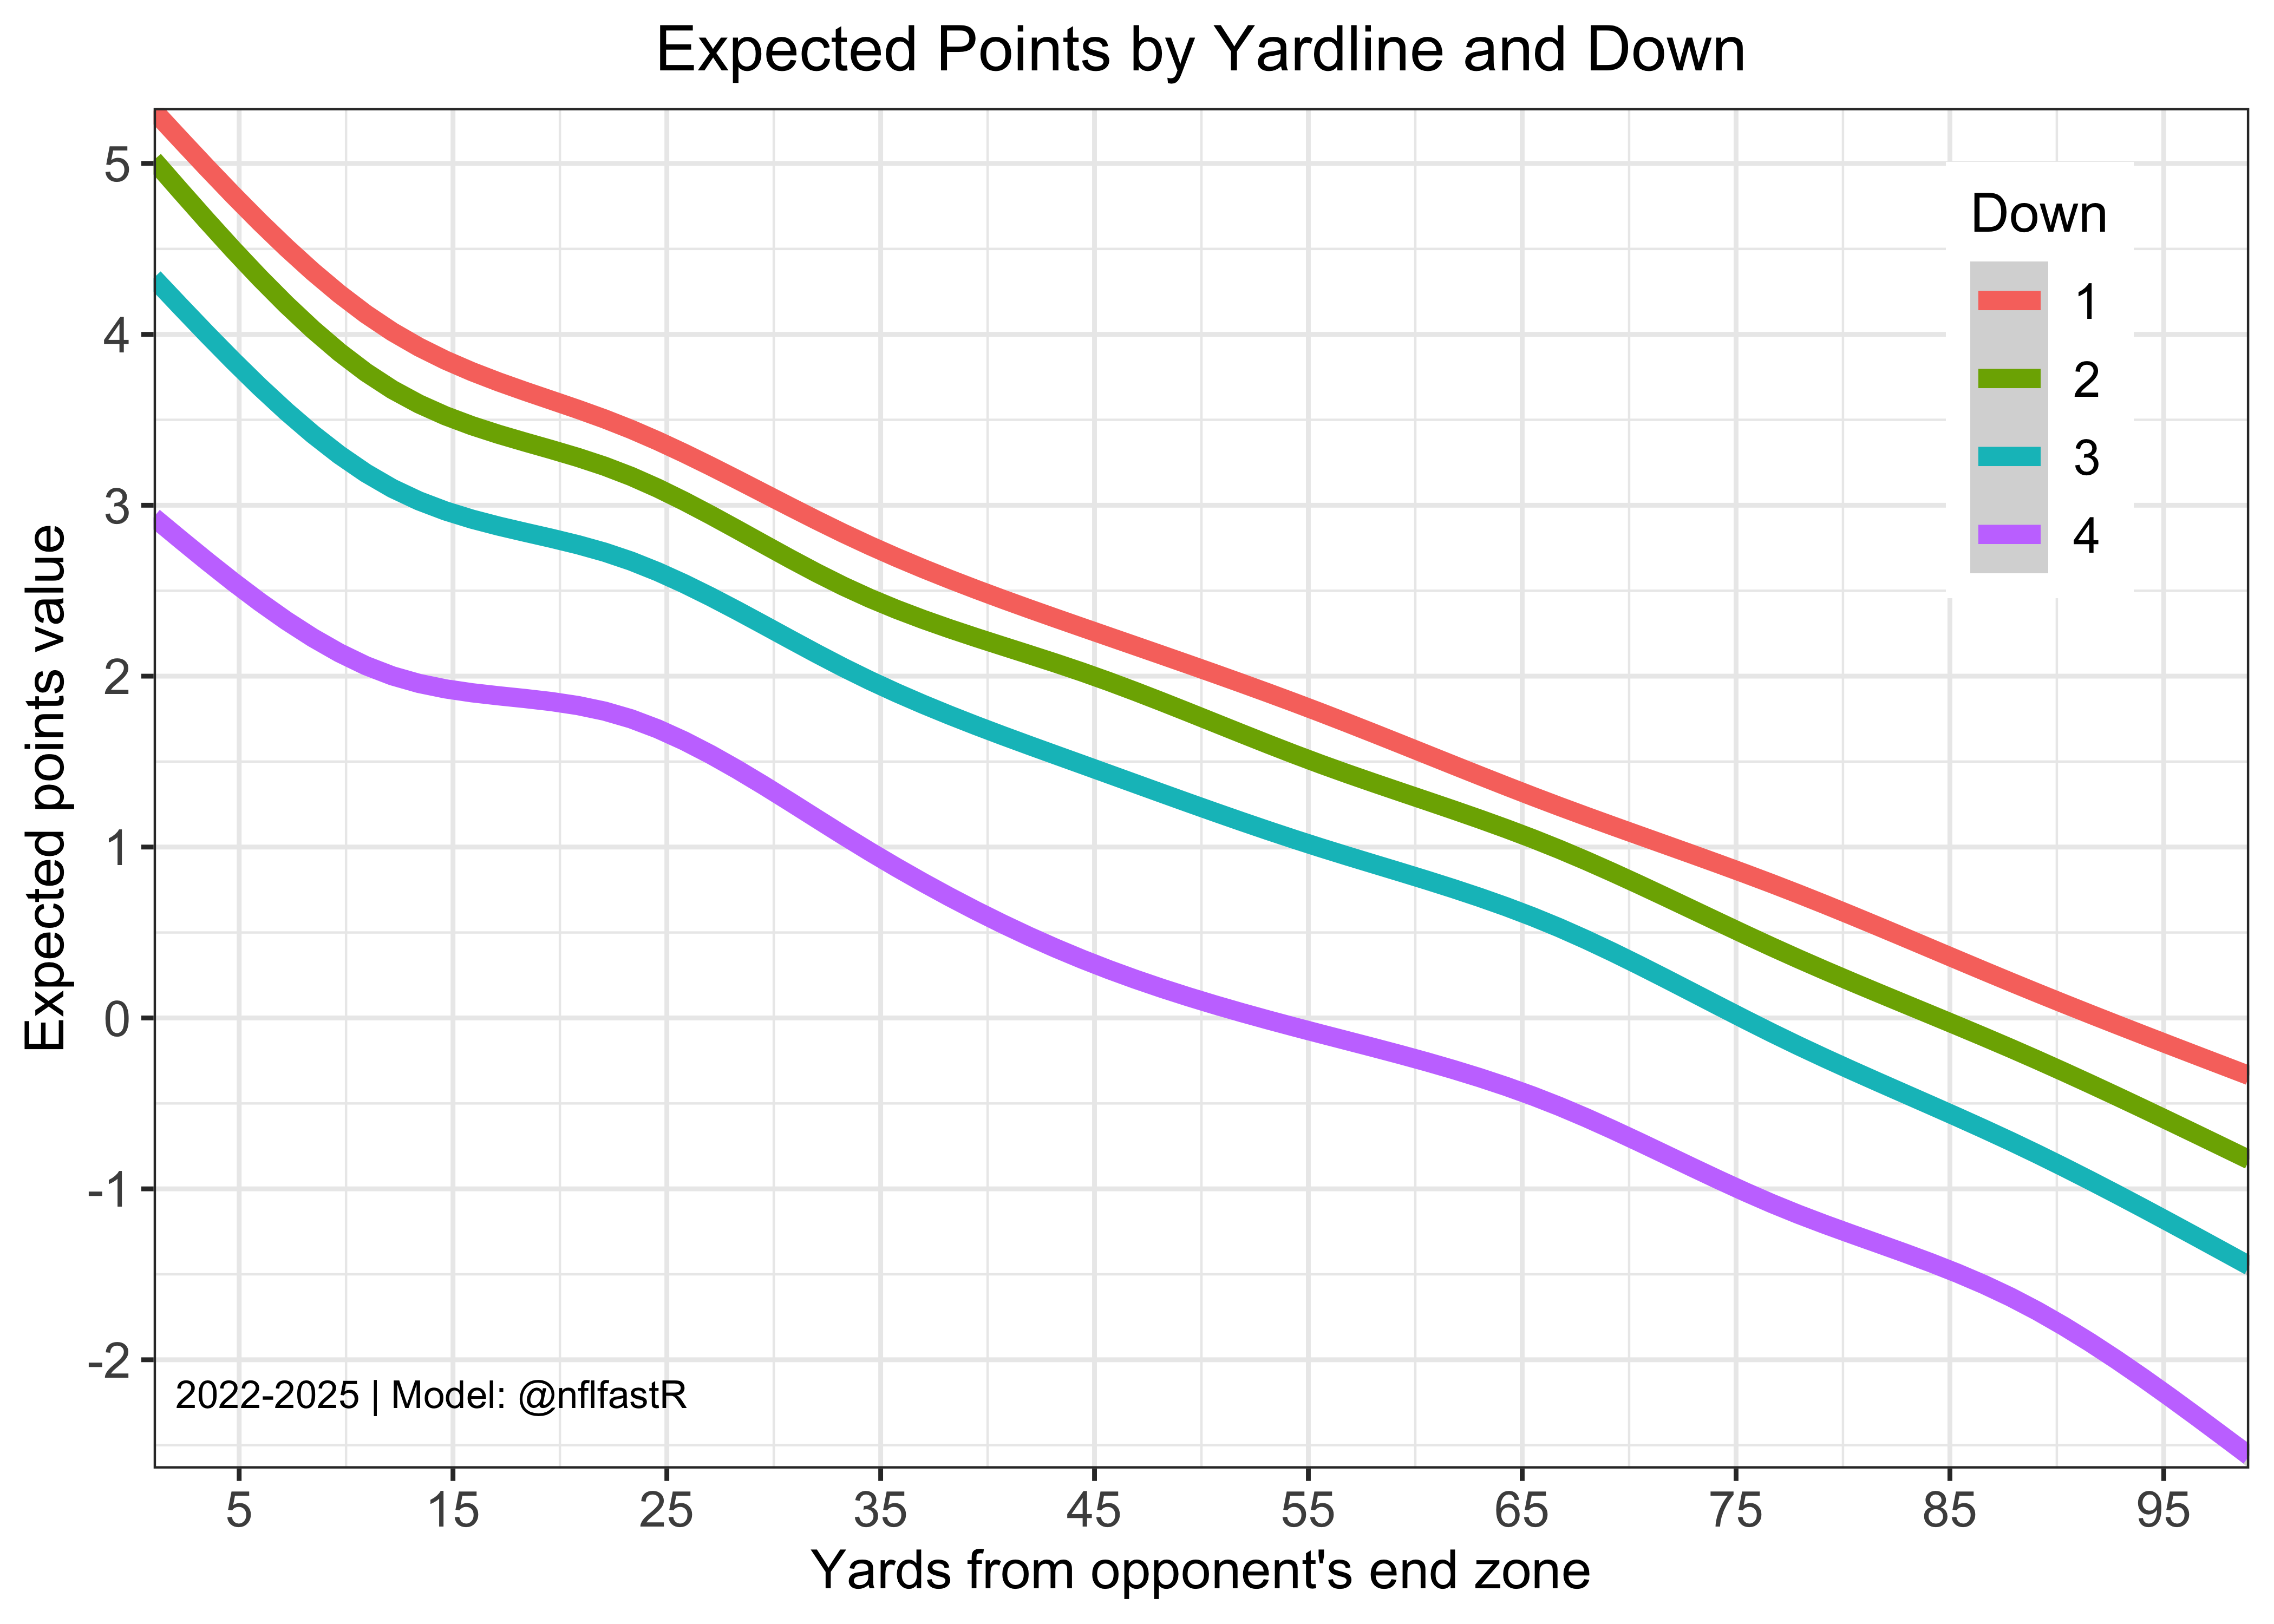 Expected Points by Yardline and Down
Expected points value
5
4
3
2
1
0
-1
-2
Down
1
2
3
4
2022-2025 | Model: @nflfastR
5 15 25 35 45 55 65 75 85 95
Yards from opponent's end zone